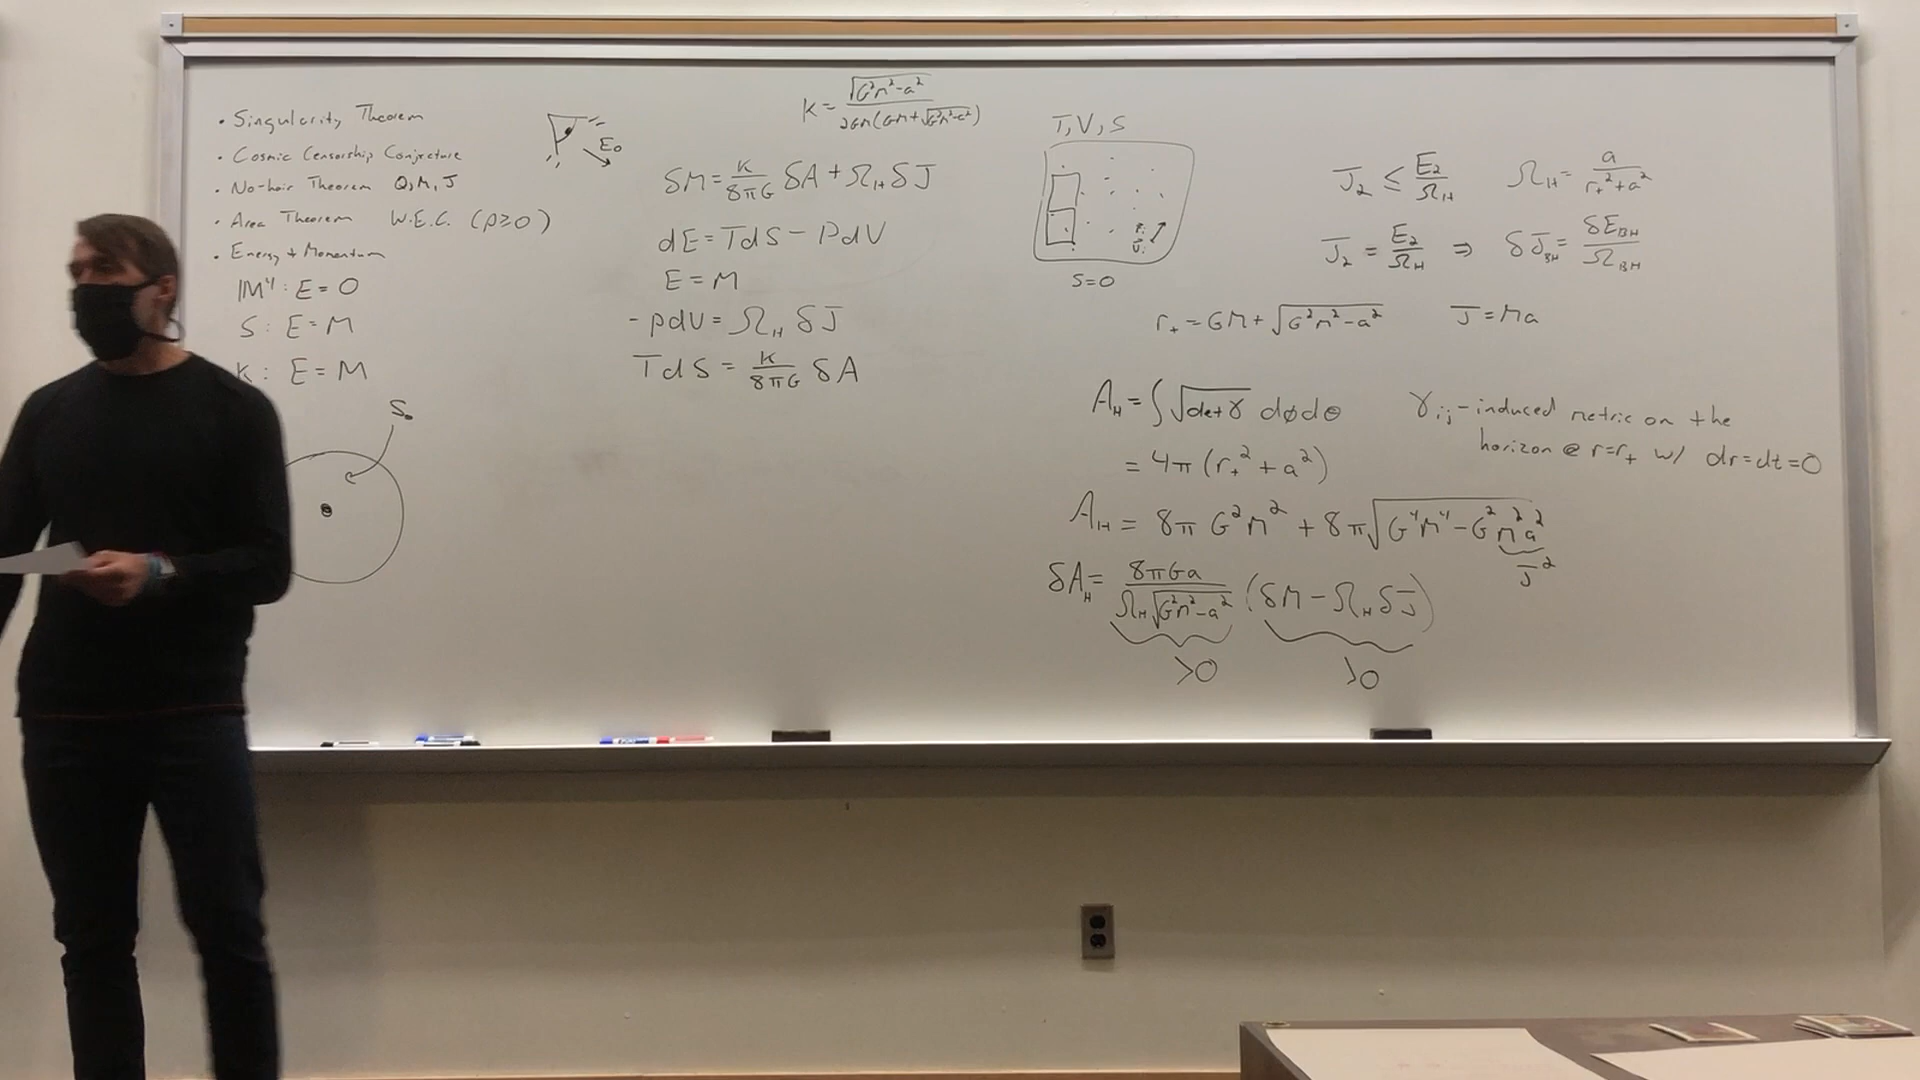 • Singularity Theorem
• Cosmic Censorship Conjecture
• No-hair Theorem Q, M, J
• Area Theorem W.E.C. (ρ≥0)
• Energy + Momentum
IM⁴: E = 0
S: E = M
K: E = M
S₀
E₀
κ = √(G²M²-a²) / 2GM(GM+√(G²M²-a²))
δM = κ/8πG δA + Ω_H δJ
dE = TdS - PdV
E = M
-pdV = Ω_H δJ
TdS = κ/8πG δA
T, V, S
S=0
J₂ ≤ E₂/Ω_H Ω_H = a/(r₊²+a²)
J₂ = E₂/Ω_H ⇒ δJ_BH = δE_BH/Ω_BH
r₊ = GM + √(G²M²-a²) J = Ma
A_H = ∫√(det γ) dφdθ γᵢⱼ - induced metric on the
horizon @ r=r₊ w/ dr=dt=0
= 4π(r₊²+a²)
A_H = 8πG²M² + 8π√(G⁴M⁴-G²M²a²)
J²
δA_H = 8πGa/(Ω_H√(G²M²-a²)) (δM - Ω_H δJ)
>0 >0